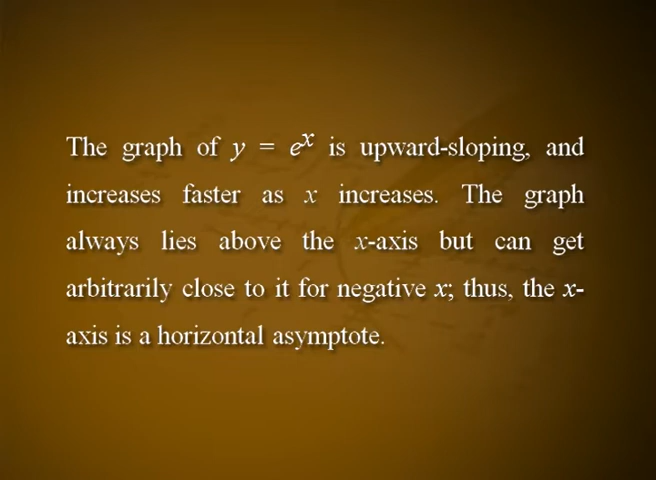 The graph of y = eˣ is upward-sloping, and
increases faster as x increases. The graph
always lies above the x-axis but can get
arbitrarily close to it for negative x; thus, the x-
axis is a horizontal asymptote.